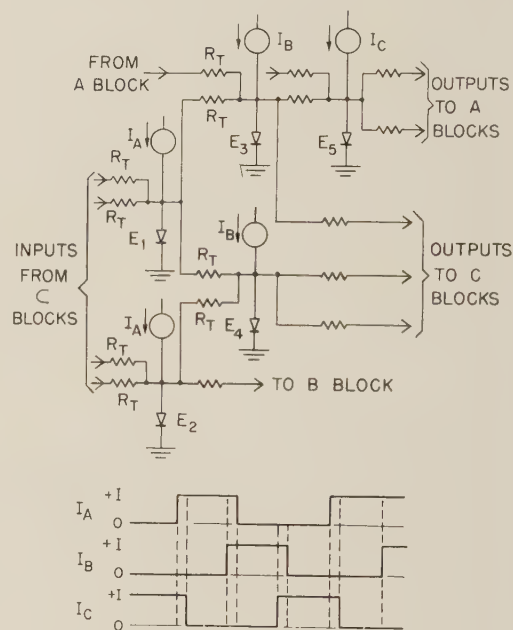 I_B
I_C
R_T
FROM
A BLOCK
OUTPUTS
TO A
BLOCKS
R_T
E_3
E_5
I_A
R_T
R_T
E_1
INPUTS
FROM
C
BLOCKS
I_B
R_T
R_T
E_4
OUTPUTS
TO C
BLOCKS
I_A
R_T
R_T
TO B BLOCK
E_2
I_A +I
0
I_B +I
0
I_C +I
0